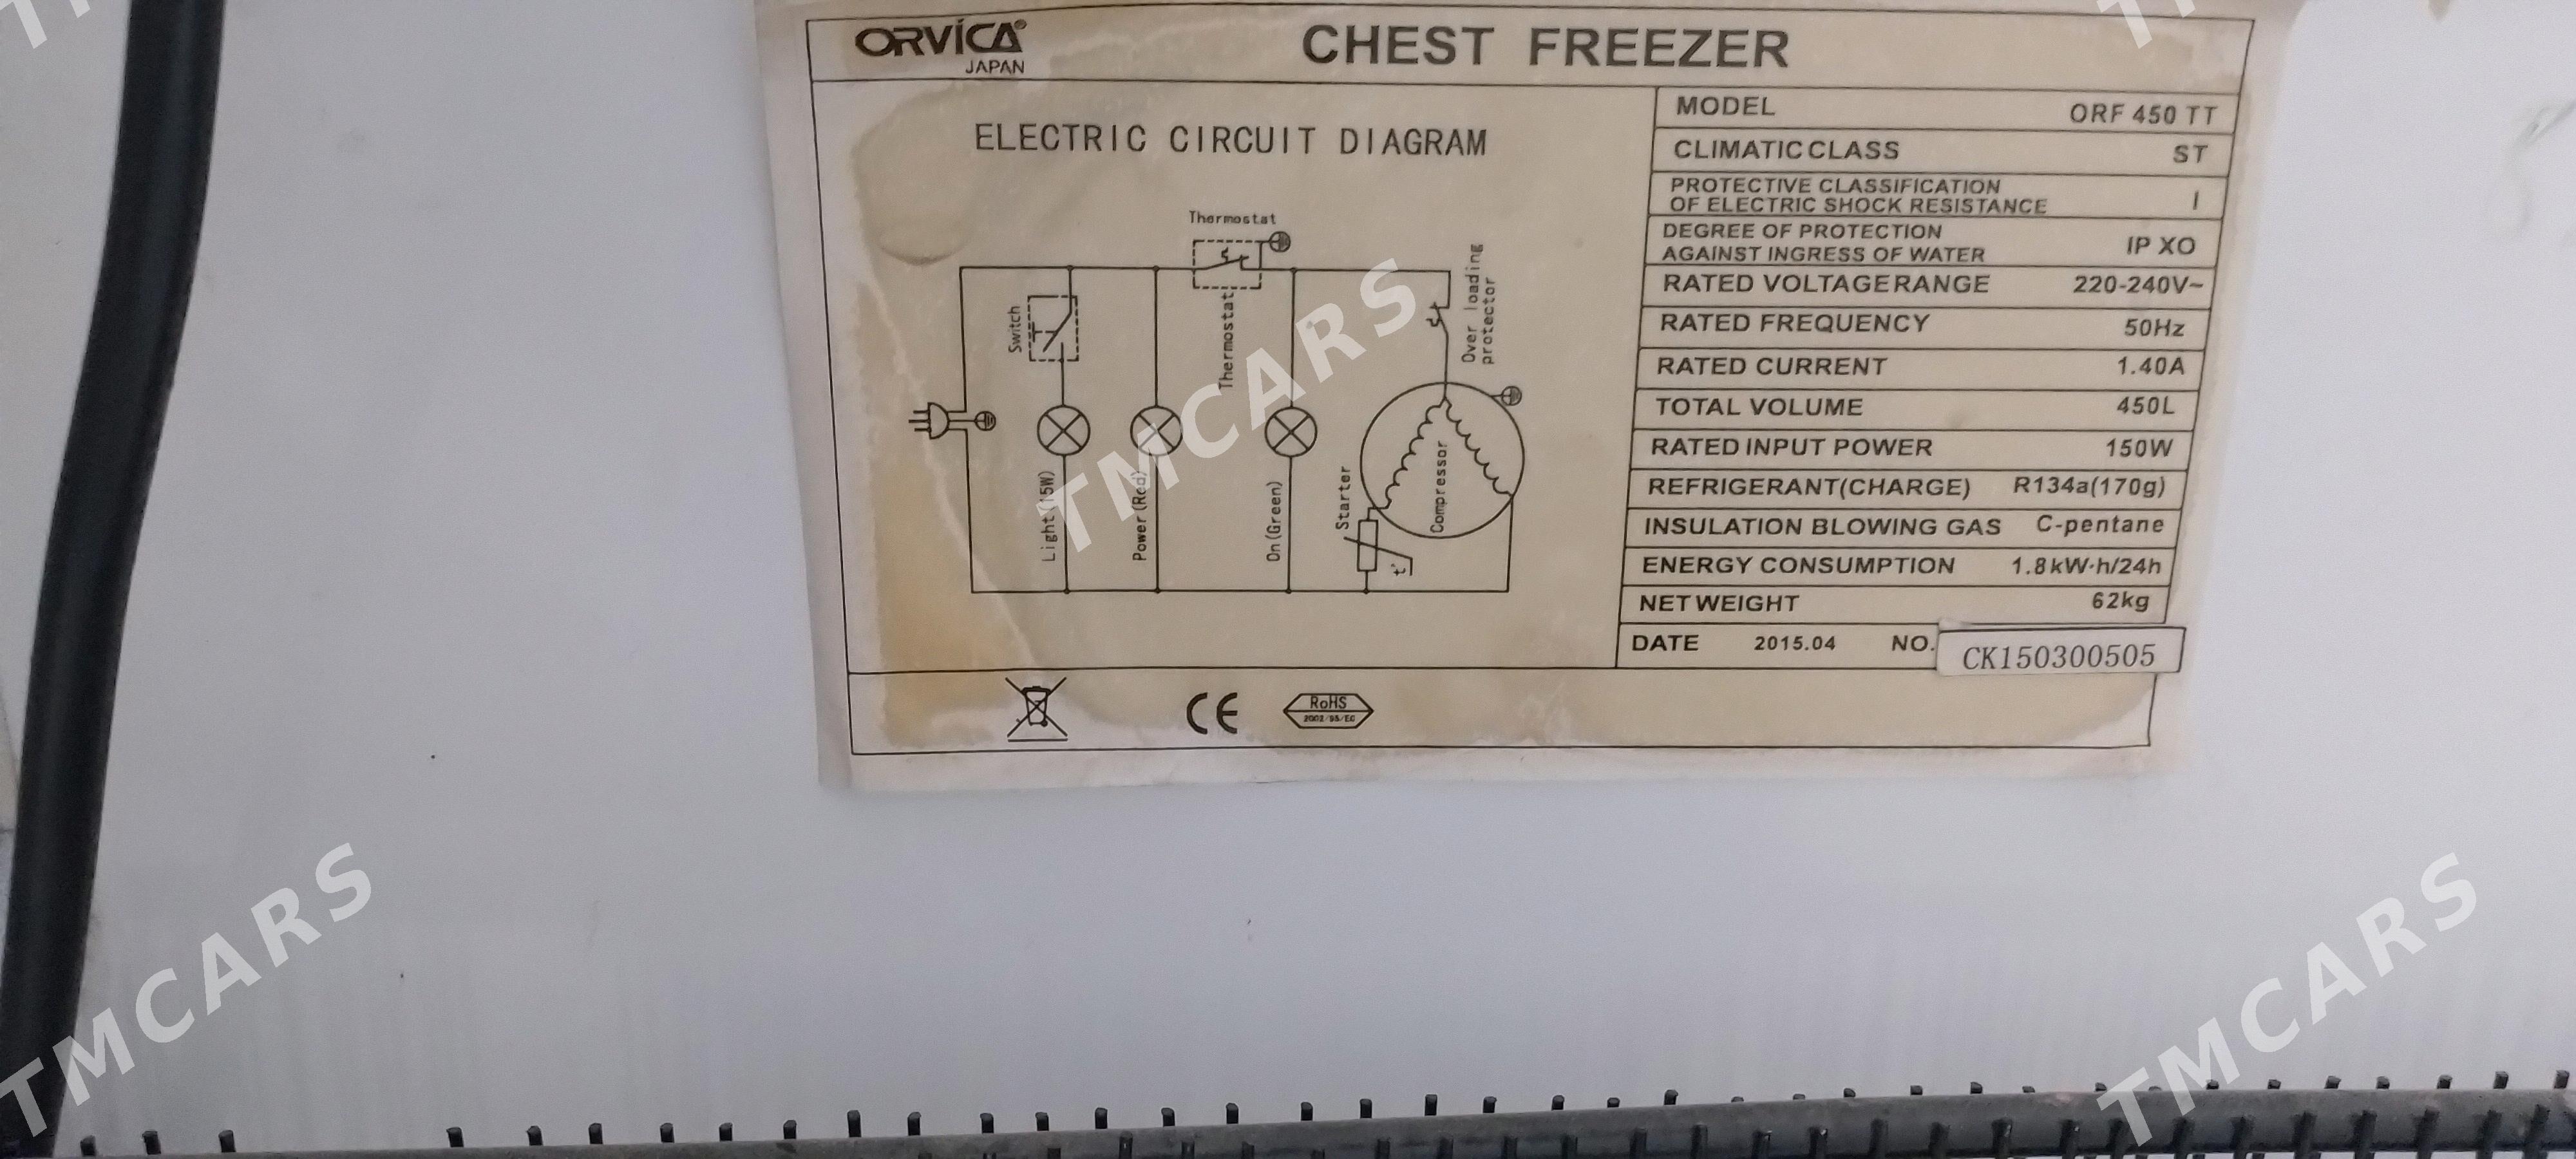 ORVICA®
JAPAN
CHEST FREEZER
ELECTRIC CIRCUIT DIAGRAM
Thermostat
Thermostat
Switch
Over loading
protector
Light(15W)
Power(Red)
On(Green)
Starter
Compressor
t°
MODEL ORF 450 TT
CLIMATIC CLASS ST
PROTECTIVE CLASSIFICATION
OF ELECTRIC SHOCK RESISTANCE I
DEGREE OF PROTECTION
AGAINST INGRESS OF WATER IP XO
RATED VOLTAGE RANGE 220-240V~
RATED FREQUENCY 50Hz
RATED CURRENT 1.40A
TOTAL VOLUME 450L
RATED INPUT POWER 150W
REFRIGERANT(CHARGE) R134a(170g)
INSULATION BLOWING GAS C-pentane
ENERGY CONSUMPTION 1.8kW·h/24h
NET WEIGHT 62kg
DATE 2015.04 NO. CK150300505
CE
RoHS
2002/95/EC
TMCARS
TMCARS
TMCARS